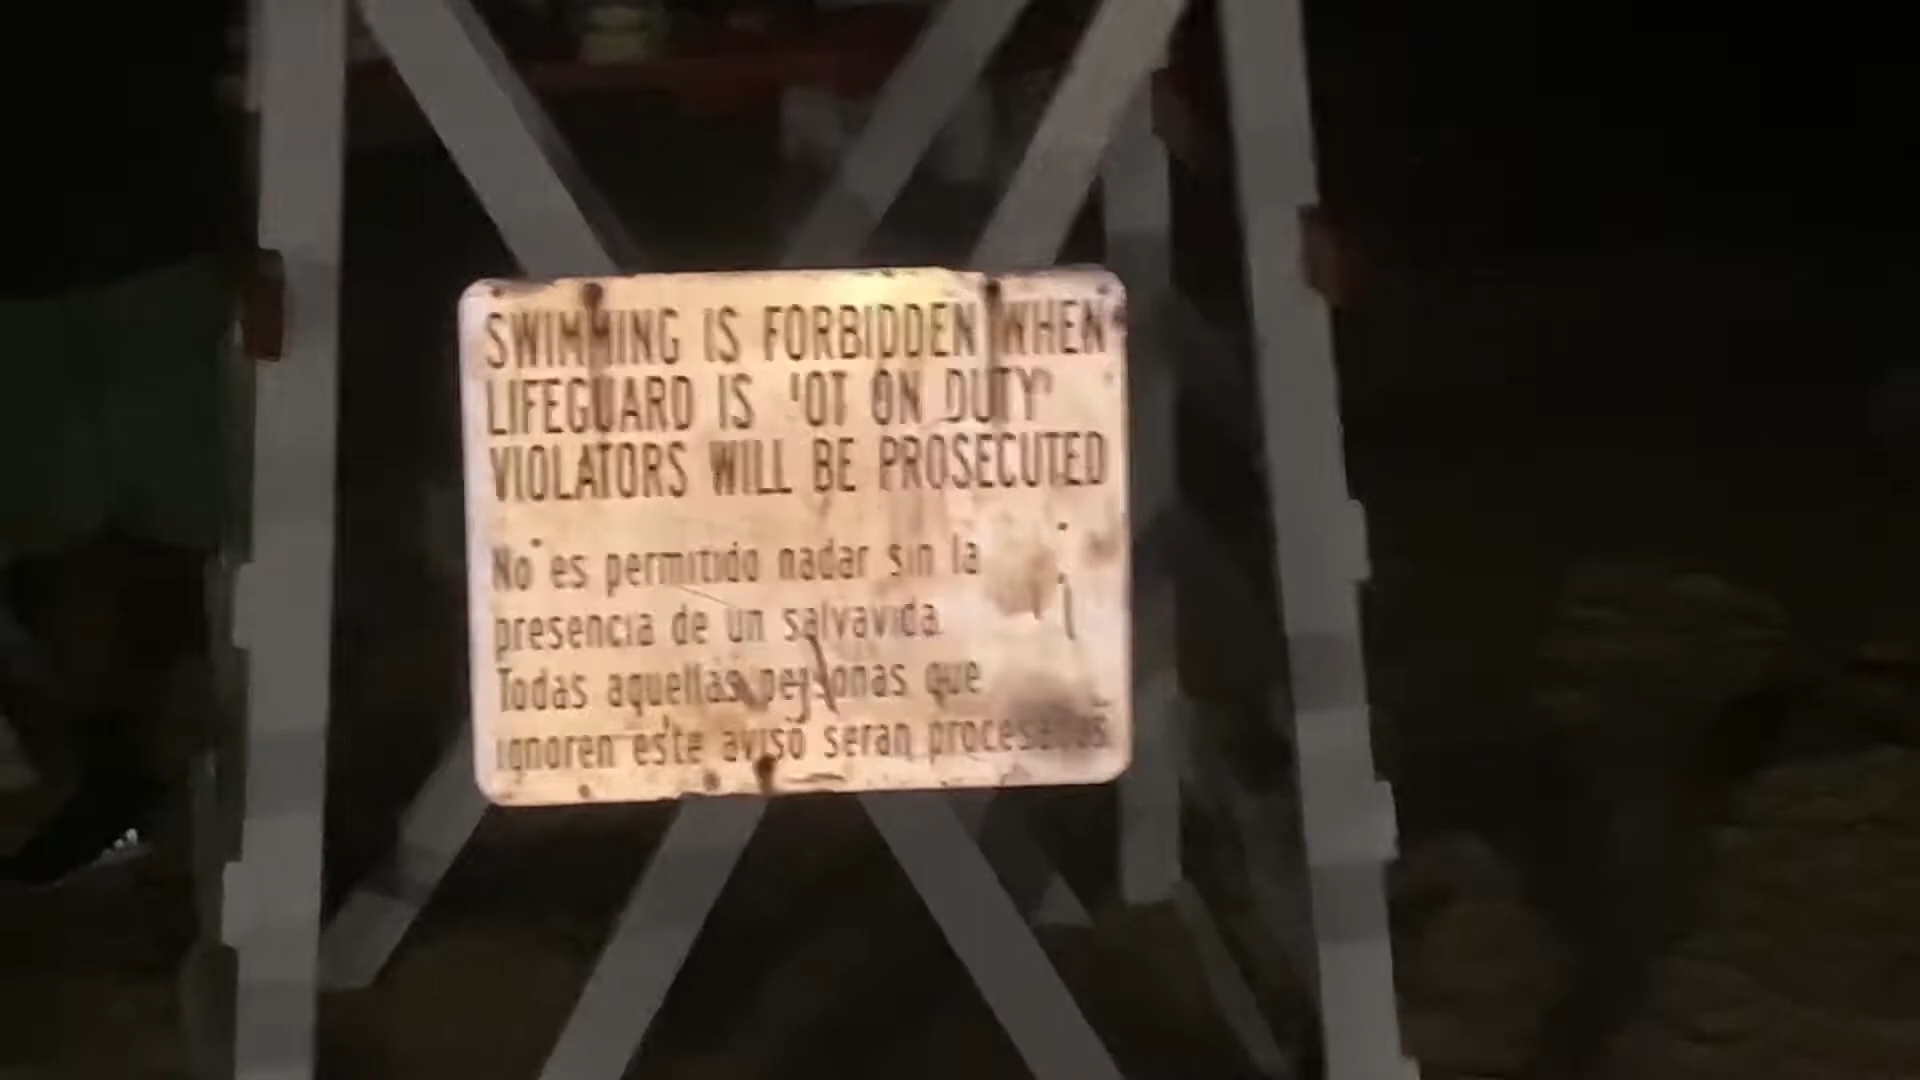 SWIMMING IS FORBIDDEN WHEN
LIFEGUARD IS 'OT ON DUTY'
VIOLATORS WILL BE PROSECUTED
No es permitido nadar sin la
presencia de un salvavida.
Todas aquellas personas que
ignoren este aviso seran procesados